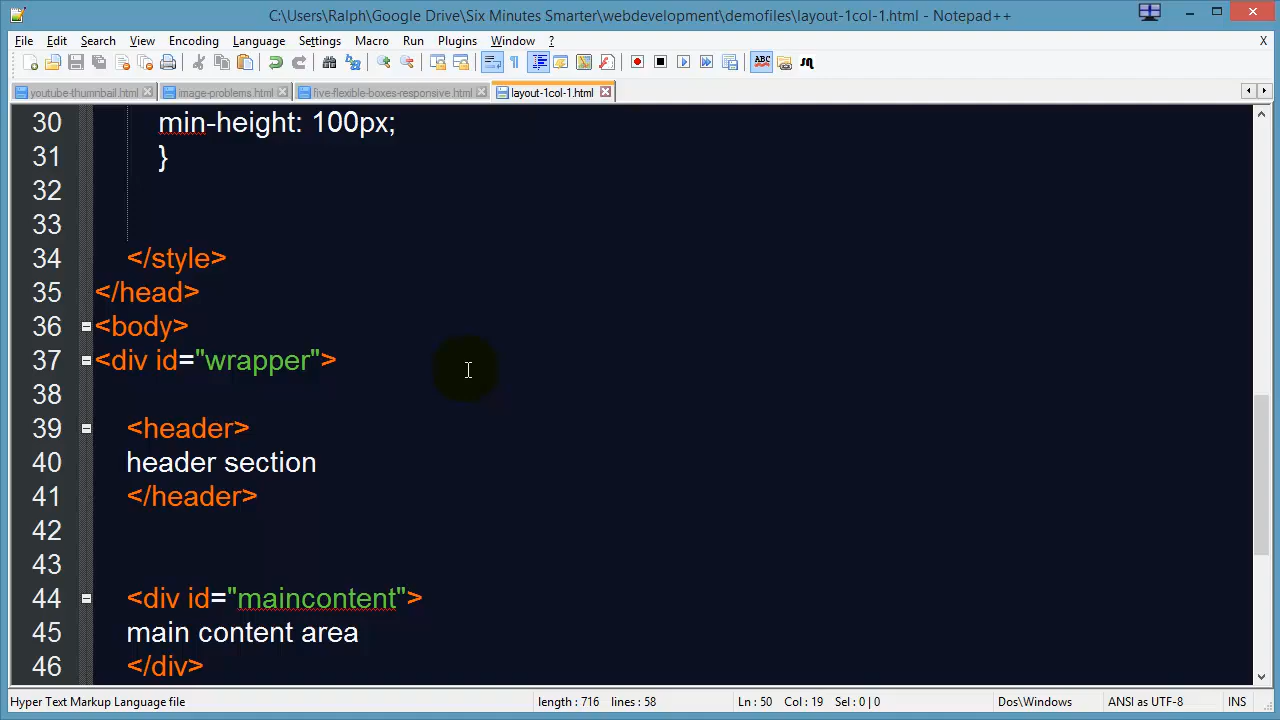 C:\Users\Ralph\Google Drive\Six Minutes Smarter\webdevelopment\demofiles\layout-1col-1.html - Notepad++
File Edit Search View Encoding Language Settings Macro Run Plugins Window ? X
youtube-thumbnail.html image-problems.html five-flexible-boxes-responsive.html layout-1col-1.html
30 min-height: 100px;
31 }
32
33
34 </style>
35 </head>
36 <body>
37 <div id="wrapper">
38
39 <header>
40 header section
41 </header>
42
43
44 <div id="maincontent">
45 main content area
46 </div>
Hyper Text Markup Language file length : 716 lines : 58 Ln : 50 Col : 19 Sel : 0 | 0 Dos\Windows ANSI as UTF-8 INS